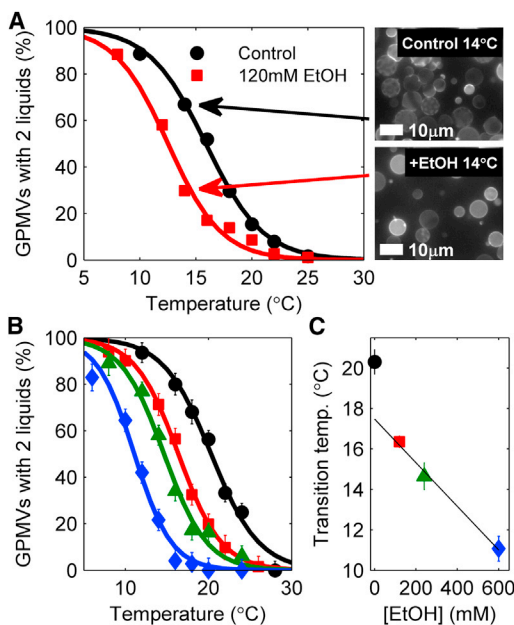 A
GPMVs with 2 liquids (%)
100
80
60
40
20
0
5 10 15 20 25 30
Temperature (°C)
Control
120mM EtOH
Control 14°C
10μm
+EtOH 14°C
10μm
B
GPMVs with 2 liquids (%)
100
80
60
40
20
0
10 20 30
Temperature (°C)
C
Transition temp. (°C)
22
20
18
16
14
12
10
0 200 400 600
[EtOH] (mM)